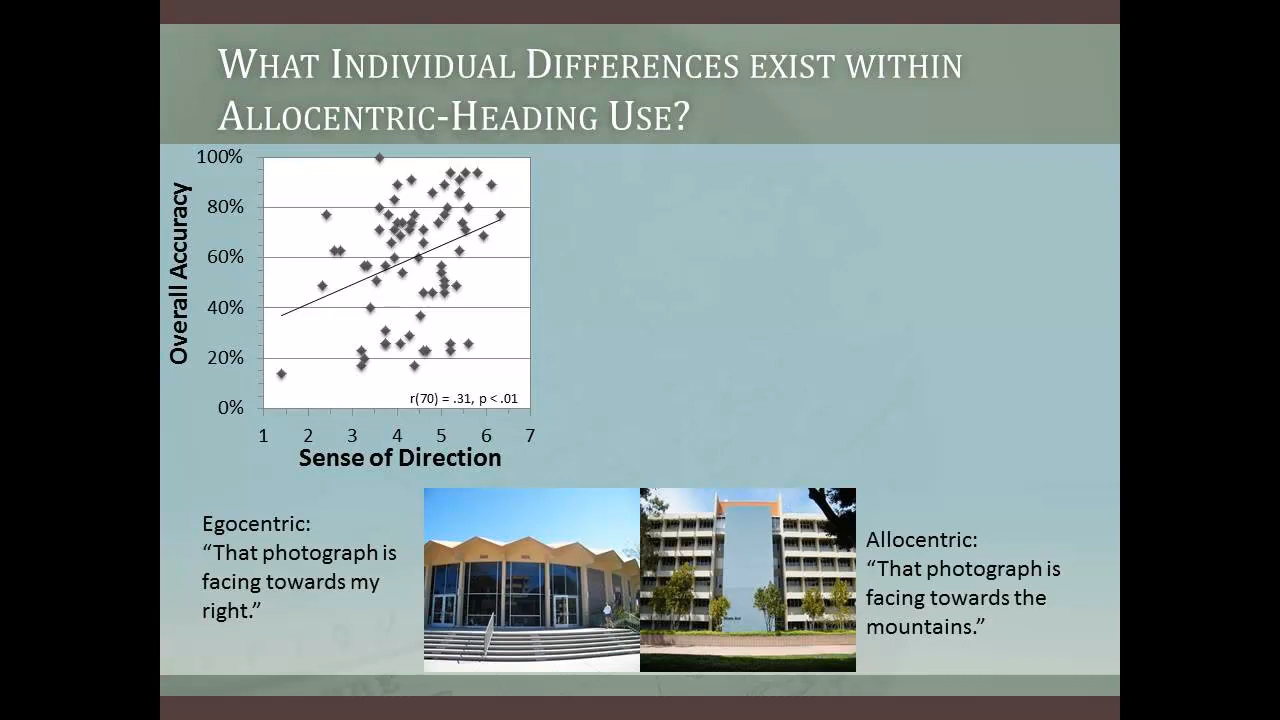 WHAT INDIVIDUAL DIFFERENCES EXIST WITHIN
ALLOCENTRIC-HEADING USE?
100%
80%
60%
40%
20%
0%
Overall Accuracy
r(70) = .31, p < .01
1 2 3 4 5 6 7
Sense of Direction
Egocentric:
“That photograph is
facing towards my
right.”
Allocentric:
“That photograph is
facing towards the
mountains.”